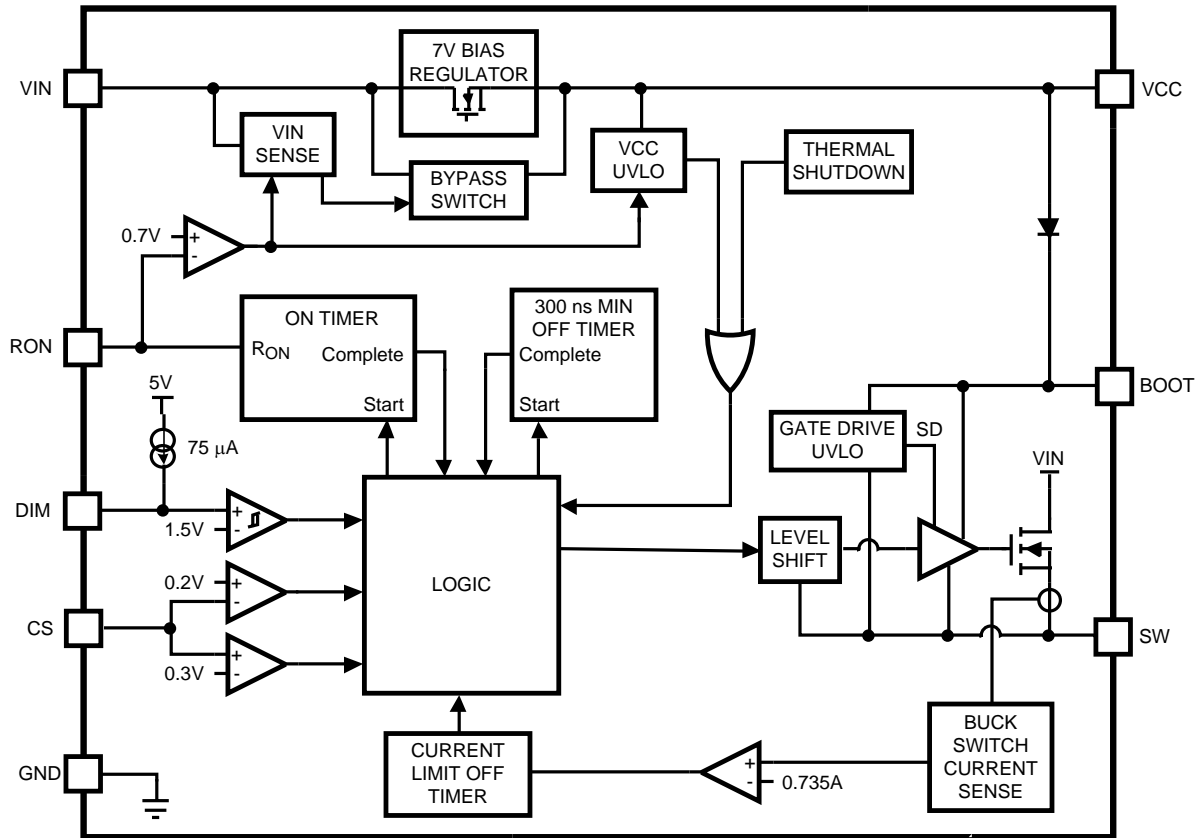 7V BIAS
REGULATOR
VIN
VCC
VIN
SENSE
VCC
UVLO
THERMAL
SHUTDOWN
BYPASS
SWITCH
0.7V
+
-
ON TIMER
300 ns MIN
OFF TIMER
RON
RON
Complete
Complete
Start
Start
5V
75 µA
BOOT
GATE DRIVE
UVLO
SD
VIN
DIM
+
-
1.5V
LEVEL
SHIFT
LOGIC
0.2V
+
-
CS
+
-
0.3V
SW
GND
CURRENT
LIMIT OFF
TIMER
+
-
0.735A
BUCK
SWITCH
CURRENT
SENSE